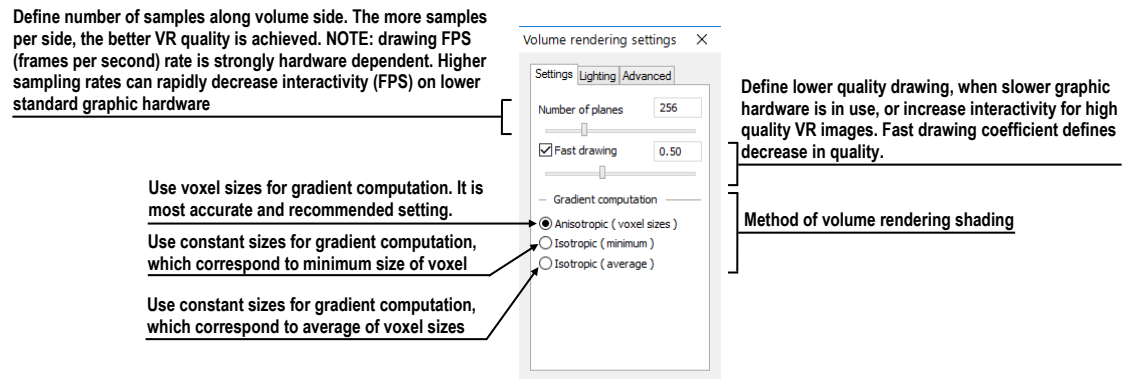 Define number of samples along volume side. The more samples
per side, the better VR quality is achieved. NOTE: drawing FPS
(frames per second) rate is strongly hardware dependent. Higher
sampling rates can rapidly decrease interactivity (FPS) on lower
standard graphic hardware
Use voxel sizes for gradient computation. It is
most accurate and recommended setting.
Use constant sizes for gradient computation,
which correspond to minimum size of voxel
Use constant sizes for gradient computation,
which correspond to average of voxel sizes
Volume rendering settings
Settings Lighting Advanced
Number of planes 256
Fast drawing 0.50
Gradient computation
Anisotropic ( voxel sizes )
Isotropic ( minimum )
Isotropic ( average )
Define lower quality drawing, when slower graphic
hardware is in use, or increase interactivity for high
quality VR images. Fast drawing coefficient defines
decrease in quality.
Method of volume rendering shading